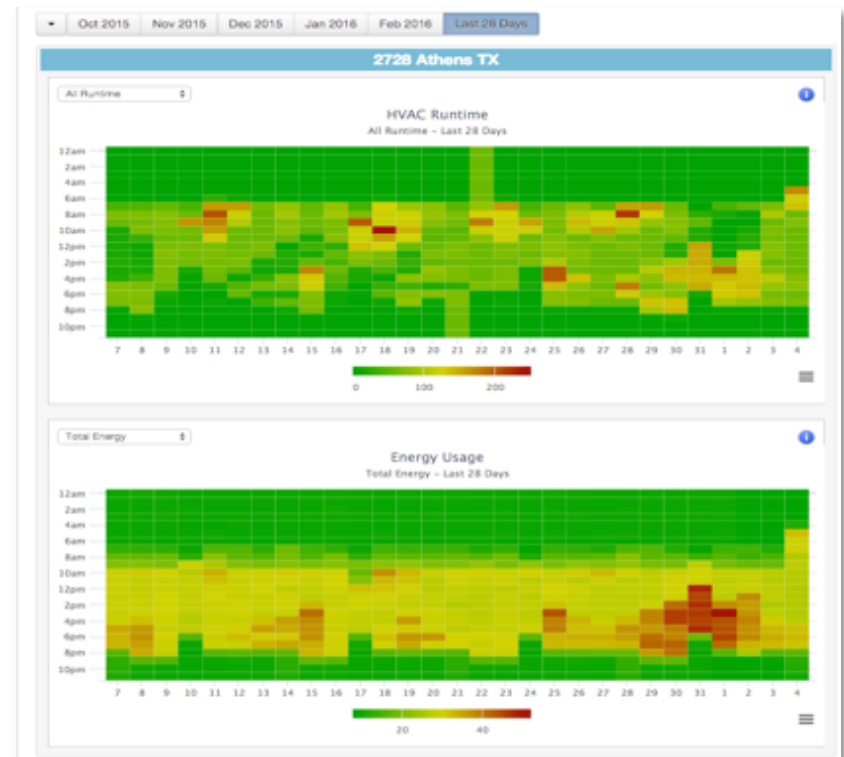 Oct 2015 Nov 2015 Dec 2015 Jan 2016 Feb 2016 Last 28 Days
2728 Athens TX
All Runtime
HVAC Runtime
All Runtime - Last 28 Days
12am
2am
4am
6am
8am
10am
12pm
2pm
4pm
6pm
8pm
10pm
7 8 9 10 11 12 13 14 15 16 17 18 19 20 21 22 23 24 25 26 27 28 29 30 31 1 2 3 4
0 100 200
Total Energy
Energy Usage
Total Energy - Last 28 Days
12am
2am
4am
6am
8am
10am
12pm
2pm
4pm
6pm
8pm
10pm
7 8 9 10 11 12 13 14 15 16 17 18 19 20 21 22 23 24 25 26 27 28 29 30 31 1 2 3 4
20 40